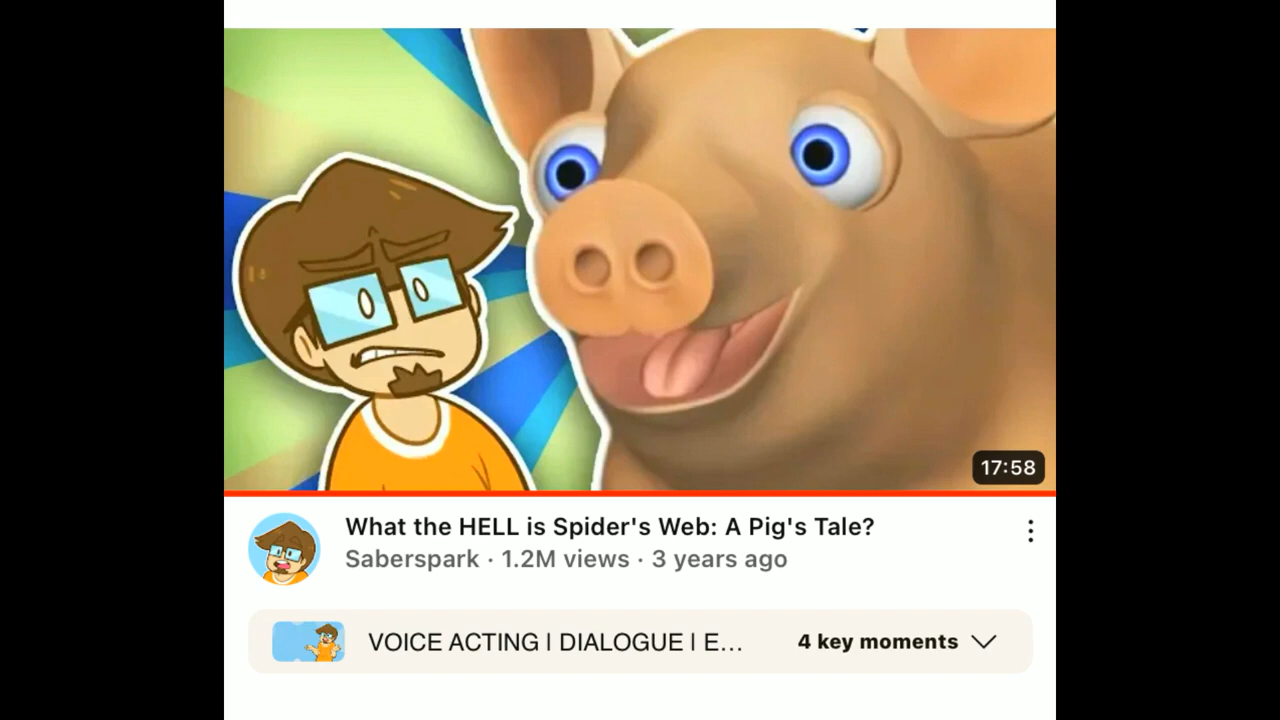 17:58
What the HELL is Spider's Web: A Pig's Tale?
Saberspark · 1.2M views · 3 years ago
VOICE ACTING | DIALOGUE | E... 4 key moments